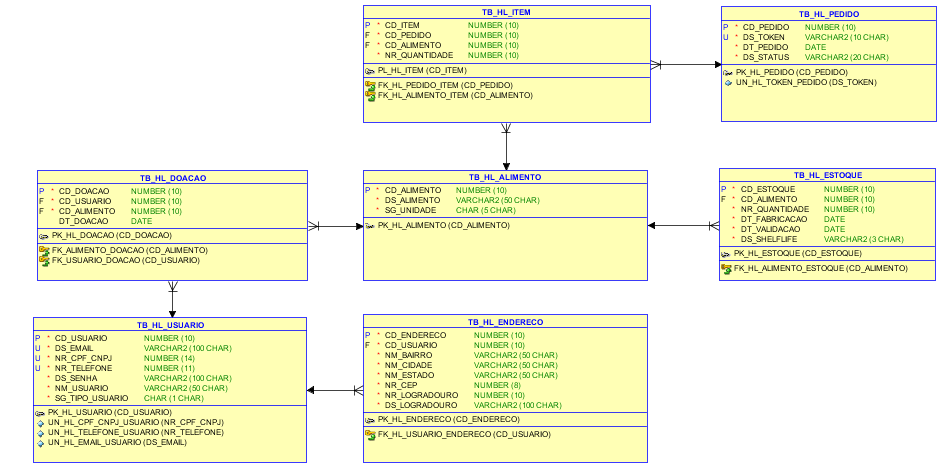 TB_HL_ITEM
P * CD_ITEM NUMBER (10)
F * CD_PEDIDO NUMBER (10)
F * CD_ALIMENTO NUMBER (10)
* NR_QUANTIDADE NUMBER (10)
PL_HL_ITEM (CD_ITEM)
FK_HL_PEDIDO_ITEM (CD_PEDIDO)
FK_HL_ALIMENTO_ITEM (CD_ALIMENTO)
TB_HL_PEDIDO
P * CD_PEDIDO NUMBER (10)
U * DS_TOKEN VARCHAR2 (10 CHAR)
* DT_PEDIDO DATE
* DS_STATUS VARCHAR2 (20 CHAR)
PK_HL_PEDIDO (CD_PEDIDO)
UN_HL_TOKEN_PEDIDO (DS_TOKEN)
TB_HL_DOACAO
P * CD_DOACAO NUMBER (10)
F * CD_USUARIO NUMBER (10)
F * CD_ALIMENTO NUMBER (10)
DT_DOACAO DATE
PK_HL_DOACAO (CD_DOACAO)
FK_ALIMENTO_DOACAO (CD_ALIMENTO)
FK_USUARIO_DOACAO (CD_USUARIO)
TB_HL_ALIMENTO
P * CD_ALIMENTO NUMBER (10)
* DS_ALIMENTO VARCHAR2 (50 CHAR)
* SG_UNIDADE CHAR (5 CHAR)
PK_HL_ALIMENTO (CD_ALIMENTO)
TB_HL_ESTOQUE
P * CD_ESTOQUE NUMBER (10)
F * CD_ALIMENTO NUMBER (10)
* NR_QUANTIDADE NUMBER (10)
* DT_FABRICACAO DATE
* DT_VALIDACAO DATE
* DS_SHELFLIFE VARCHAR2 (3 CHAR)
PK_HL_ESTOQUE (CD_ESTOQUE)
FK_HL_ALIMENTO_ESTOQUE (CD_ALIMENTO)
TB_HL_USUARIO
P * CD_USUARIO NUMBER (10)
U * DS_EMAIL VARCHAR2 (100 CHAR)
U * NR_CPF_CNPJ NUMBER (14)
U * NR_TELEFONE NUMBER (11)
* DS_SENHA VARCHAR2 (100 CHAR)
* NM_USUARIO VARCHAR2 (50 CHAR)
* SG_TIPO_USUARIO CHAR (1 CHAR)
PK_HL_USUARIO (CD_USUARIO)
UN_HL_CPF_CNPJ_USUARIO (NR_CPF_CNPJ)
UN_HL_TELEFONE_USUARIO (NR_TELEFONE)
UN_HL_EMAIL_USUARIO (DS_EMAIL)
TB_HL_ENDERECO
P * CD_ENDERECO NUMBER (10)
F * CD_USUARIO NUMBER (10)
* NM_BAIRRO VARCHAR2 (50 CHAR)
* NM_CIDADE VARCHAR2 (50 CHAR)
* NM_ESTADO VARCHAR2 (50 CHAR)
* NR_CEP NUMBER (8)
* NR_LOGRADOURO NUMBER (10)
* DS_LOGRADOURO VARCHAR2 (100 CHAR)
PK_HL_ENDERECO (CD_ENDERECO)
FK_HL_USUARIO_ENDERECO (CD_USUARIO)